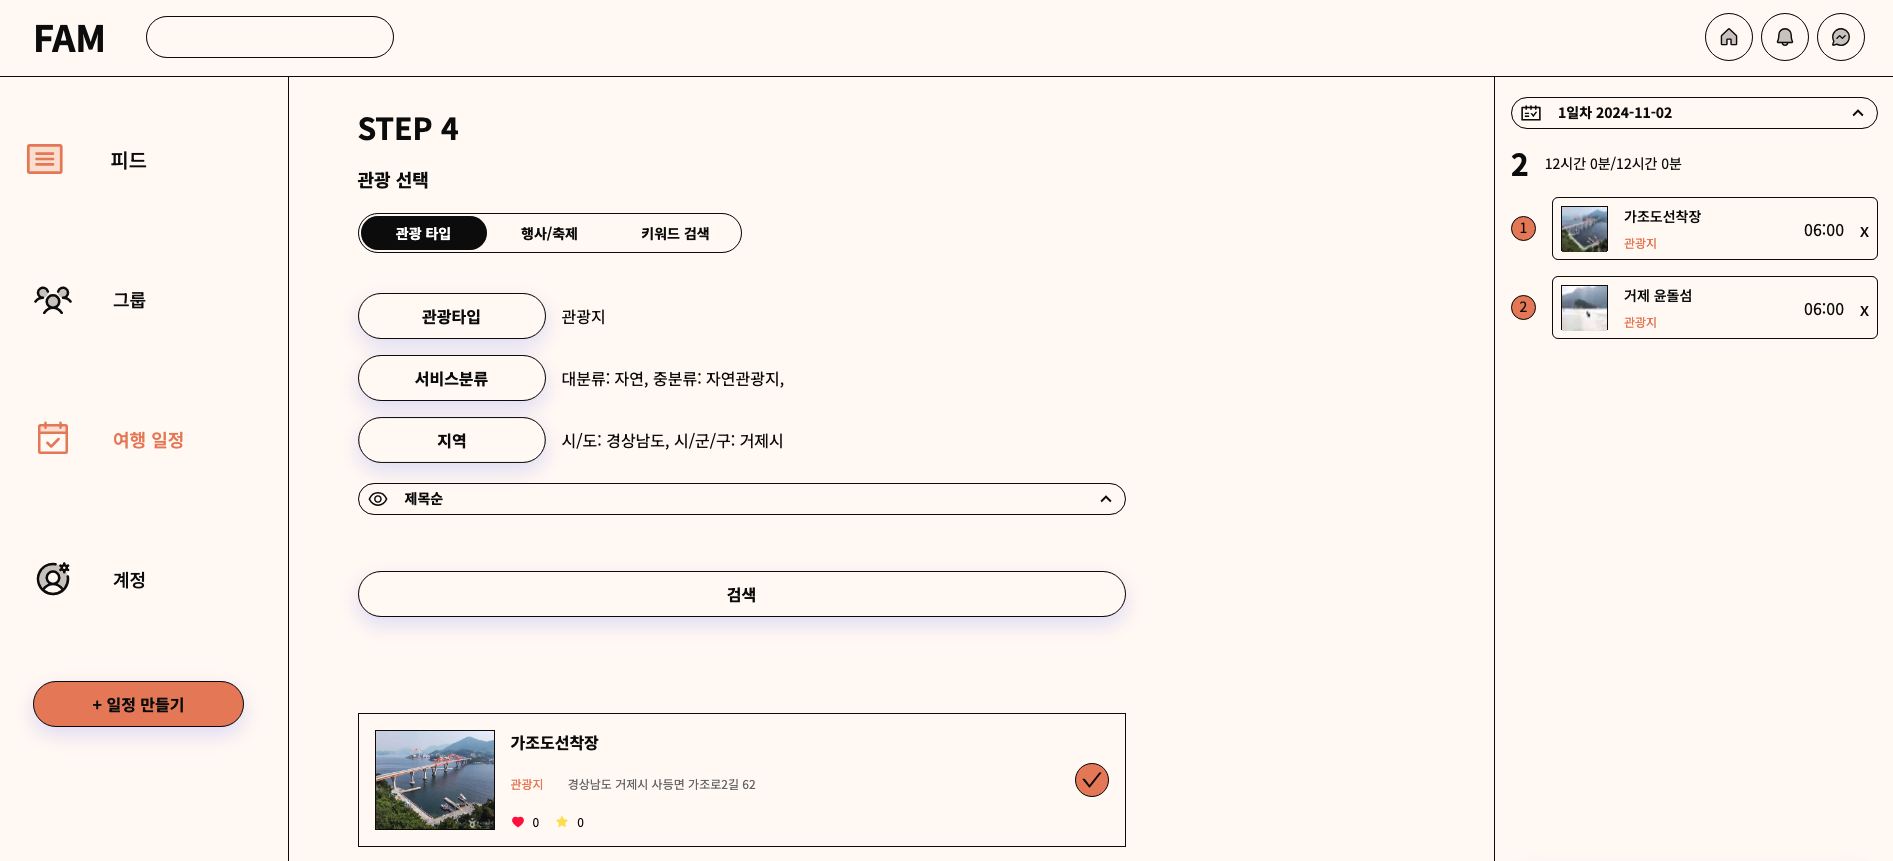 FAM
피드
그룹
여행 일정
계정
+ 일정 만들기
STEP 4
관광 선택
관광 타입
행사/축제
키워드 검색
관광타입
관광지
서비스분류
대분류: 자연, 중분류: 자연관광지,
지역
시/도: 경상남도, 시/군/구: 거제시
제목순
검색
가조도선착장
관광지 경상남도 거제시 사등면 가조로2길 62
0 0
1일차 2024-11-02
2 12시간 0분/12시간 0분
1
가조도선착장
관광지
06:00 x
2
거제 윤돌섬
관광지
06:00 x